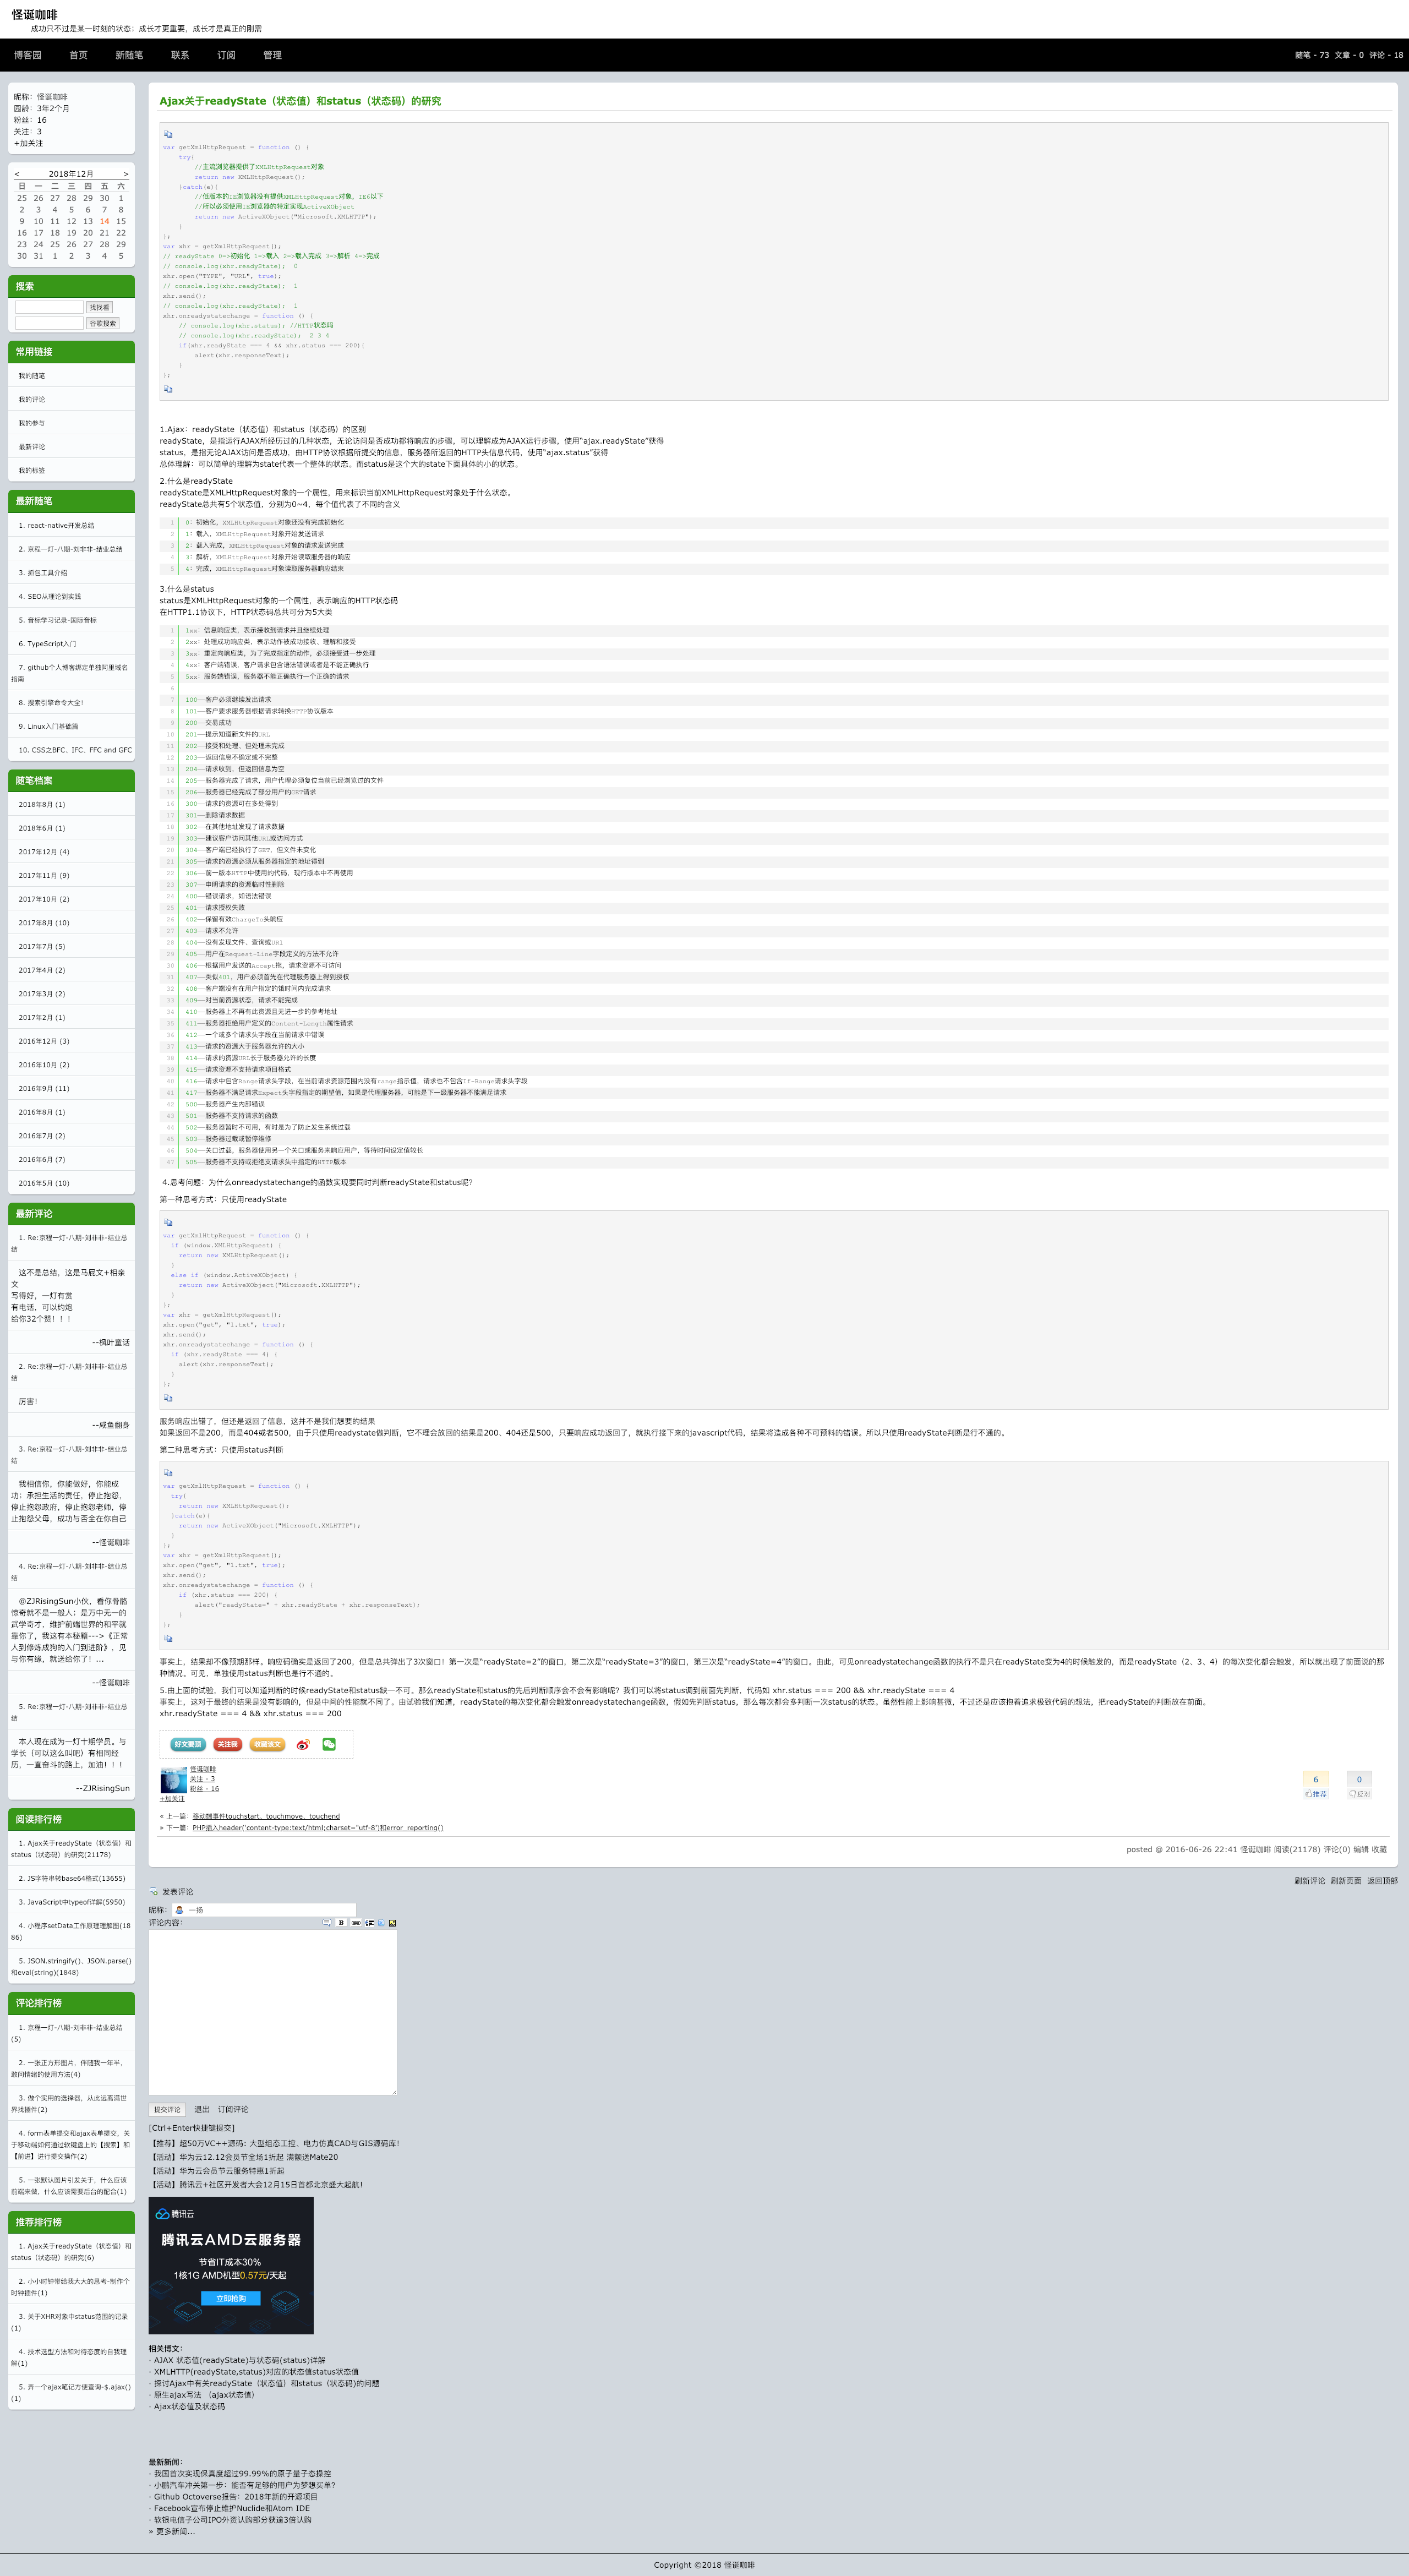 怪诞咖啡
成功只不过是某一时刻的状态；成长才更重要，成长才是真正的刚需
博客园 首页 新随笔 联系 订阅 管理
随笔 - 73 文章 - 0 评论 - 18
昵称：怪诞咖啡
园龄：3年2个月
粉丝：16
关注：3
+加关注
< 2018年12月 >
日 一 二 三 四 五 六
25 26 27 28 29 30 1
2 3 4 5 6 7 8
9 10 11 12 13 14 15
16 17 18 19 20 21 22
23 24 25 26 27 28 29
30 31 1 2 3 4 5
搜索
找找看
谷歌搜索
常用链接
我的随笔
我的评论
我的参与
最新评论
我的标签
最新随笔
1. react-native开发总结
2. 京程一灯-八期-刘非非-结业总结
3. 抓包工具介绍
4. SEO从理论到实践
5. 音标学习记录-国际音标
6. TypeScript入门
7. github个人博客绑定单独阿里域名
指南
8. 搜索引擎命令大全！
9. Linux入门基础篇
10. CSS之BFC、IFC、FFC and GFC
随笔档案
2018年8月 (1)
2018年6月 (1)
2017年12月 (4)
2017年11月 (9)
2017年10月 (2)
2017年8月 (10)
2017年7月 (5)
2017年4月 (2)
2017年3月 (2)
2017年2月 (1)
2016年12月 (3)
2016年10月 (2)
2016年9月 (11)
2016年8月 (1)
2016年7月 (2)
2016年6月 (7)
2016年5月 (10)
最新评论
1. Re:京程一灯-八期-刘非非-结业总
结
这不是总结，这是马屁文+相亲
文
写得好，一灯有赏
有电话，可以约炮
给你32个赞！！！
--枫叶童话
2. Re:京程一灯-八期-刘非非-结业总
结
厉害！
--咸鱼翻身
3. Re:京程一灯-八期-刘非非-结业总
结
我相信你，你能做好，你能成
功；承担生活的责任，停止抱怨，
停止抱怨政府，停止抱怨老师，停
止抱怨父母，成功与否全在你自己
--怪诞咖啡
4. Re:京程一灯-八期-刘非非-结业总
结
@ZJRisingSun小伙，看你骨骼
惊奇就不是一般人；是万中无一的
武学奇才，维护前端世界的和平就
靠你了，我这有本秘籍--->《正常
人到修炼成狗的入门到进阶》，见
与你有缘，就送给你了！...
--怪诞咖啡
5. Re:京程一灯-八期-刘非非-结业总
结
本人现在成为一灯十期学员。与
学长（可以这么叫吧）有相同经
历，一直奋斗的路上，加油！！！
--ZJRisingSun
阅读排行榜
1. Ajax关于readyState（状态值）和
status（状态码）的研究(21178)
2. JS字符串转base64格式(13655)
3. JavaScript中typeof详解(5950)
4. 小程序setData工作原理理解图(18
86)
5. JSON.stringify()、JSON.parse()
和eval(string)(1848)
评论排行榜
1. 京程一灯-八期-刘非非-结业总结
(5)
2. 一张正方形图片，伴随我一年半，
敢问情绪的使用方法(4)
3. 做个实用的选择器，从此远离满世
界找插件(2)
4. form表单提交和ajax表单提交，关
于移动端如何通过软键盘上的【搜索】和
【前进】进行提交操作(2)
5. 一张默认图片引发关于，什么应该
前端来做，什么应该需要后台的配合(1)
推荐排行榜
1. Ajax关于readyState（状态值）和
status（状态码）的研究(6)
2. 小小时钟带给我大大的思考-制作个
时钟插件(1)
3. 关于XHR对象中status范围的记录
(1)
4. 技术选型方法和对待态度的自我理
解(1)
5. 弄一个ajax笔记方便查询-$.ajax()
(1)
Ajax关于readyState（状态值）和status（状态码）的研究
var getXmlHttpRequest = function () {
try{
//主流浏览器提供了XMLHttpRequest对象
return new XMLHttpRequest();
}catch(e){
//低版本的IE浏览器没有提供XMLHttpRequest对象，IE6以下
//所以必须使用IE浏览器的特定实现ActiveXObject
return new ActiveXObject("Microsoft.XMLHTTP");
}
};
var xhr = getXmlHttpRequest();
// readyState 0=>初始化 1=>载入 2=>载入完成 3=>解析 4=>完成
// console.log(xhr.readyState); 0
xhr.open("TYPE", "URL", true);
// console.log(xhr.readyState); 1
xhr.send();
// console.log(xhr.readyState); 1
xhr.onreadystatechange = function () {
// console.log(xhr.status); //HTTP状态吗
// console.log(xhr.readyState); 2 3 4
if(xhr.readyState === 4 && xhr.status === 200){
alert(xhr.responseText);
}
};
1.Ajax：readyState（状态值）和status（状态码）的区别
readyState，是指运行AJAX所经历过的几种状态，无论访问是否成功都将响应的步骤，可以理解成为AJAX运行步骤，使用“ajax.readyState”获得
status，是指无论AJAX访问是否成功，由HTTP协议根据所提交的信息，服务器所返回的HTTP头信息代码，使用“ajax.status”获得
总体理解：可以简单的理解为state代表一个整体的状态。而status是这个大的state下面具体的小的状态。
2.什么是readyState
readyState是XMLHttpRequest对象的一个属性，用来标识当前XMLHttpRequest对象处于什么状态。
readyState总共有5个状态值，分别为0~4，每个值代表了不同的含义
1 0：初始化，XMLHttpRequest对象还没有完成初始化
2 1：载入，XMLHttpRequest对象开始发送请求
3 2：载入完成，XMLHttpRequest对象的请求发送完成
4 3：解析，XMLHttpRequest对象开始读取服务器的响应
5 4：完成，XMLHttpRequest对象读取服务器响应结束
3.什么是status
status是XMLHttpRequest对象的一个属性，表示响应的HTTP状态码
在HTTP1.1协议下，HTTP状态码总共可分为5大类
1 1xx：信息响应类，表示接收到请求并且继续处理
2 2xx：处理成功响应类，表示动作被成功接收、理解和接受
3 3xx：重定向响应类，为了完成指定的动作，必须接受进一步处理
4 4xx：客户端错误，客户请求包含语法错误或者是不能正确执行
5 5xx：服务端错误，服务器不能正确执行一个正确的请求
6
7 100——客户必须继续发出请求
8 101——客户要求服务器根据请求转换HTTP协议版本
9 200——交易成功
10 201——提示知道新文件的URL
11 202——接受和处理、但处理未完成
12 203——返回信息不确定或不完整
13 204——请求收到，但返回信息为空
14 205——服务器完成了请求，用户代理必须复位当前已经浏览过的文件
15 206——服务器已经完成了部分用户的GET请求
16 300——请求的资源可在多处得到
17 301——删除请求数据
18 302——在其他地址发现了请求数据
19 303——建议客户访问其他URL或访问方式
20 304——客户端已经执行了GET，但文件未变化
21 305——请求的资源必须从服务器指定的地址得到
22 306——前一版本HTTP中使用的代码，现行版本中不再使用
23 307——申明请求的资源临时性删除
24 400——错误请求，如语法错误
25 401——请求授权失败
26 402——保留有效ChargeTo头响应
27 403——请求不允许
28 404——没有发现文件、查询或URl
29 405——用户在Request-Line字段定义的方法不允许
30 406——根据用户发送的Accept拖，请求资源不可访问
31 407——类似401，用户必须首先在代理服务器上得到授权
32 408——客户端没有在用户指定的饿时间内完成请求
33 409——对当前资源状态，请求不能完成
34 410——服务器上不再有此资源且无进一步的参考地址
35 411——服务器拒绝用户定义的Content-Length属性请求
36 412——一个或多个请求头字段在当前请求中错误
37 413——请求的资源大于服务器允许的大小
38 414——请求的资源URL长于服务器允许的长度
39 415——请求资源不支持请求项目格式
40 416——请求中包含Range请求头字段，在当前请求资源范围内没有range指示值，请求也不包含If-Range请求头字段
41 417——服务器不满足请求Expect头字段指定的期望值，如果是代理服务器，可能是下一级服务器不能满足请求
42 500——服务器产生内部错误
43 501——服务器不支持请求的函数
44 502——服务器暂时不可用，有时是为了防止发生系统过载
45 503——服务器过载或暂停维修
46 504——关口过载，服务器使用另一个关口或服务来响应用户，等待时间设定值较长
47 505——服务器不支持或拒绝支请求头中指定的HTTP版本
4.思考问题：为什么onreadystatechange的函数实现要同时判断readyState和status呢？
第一种思考方式：只使用readyState
var getXmlHttpRequest = function () {
if (window.XMLHttpRequest) {
return new XMLHttpRequest();
}
else if (window.ActiveXObject) {
return new ActiveXObject("Microsoft.XMLHTTP");
}
};
var xhr = getXmlHttpRequest();
xhr.open("get", "1.txt", true);
xhr.send();
xhr.onreadystatechange = function () {
if (xhr.readyState === 4) {
alert(xhr.responseText);
}
};
服务响应出错了，但还是返回了信息，这并不是我们想要的结果
如果返回不是200，而是404或者500，由于只使用readystate做判断，它不理会放回的结果是200、404还是500，只要响应成功返回了，就执行接下来的javascript代码，结果将造成各种不可预料的错误。所以只使用readyState判断是行不通的。
第二种思考方式：只使用status判断
var getXmlHttpRequest = function () {
try{
return new XMLHttpRequest();
}catch(e){
return new ActiveXObject("Microsoft.XMLHTTP");
}
};
var xhr = getXmlHttpRequest();
xhr.open("get", "1.txt", true);
xhr.send();
xhr.onreadystatechange = function () {
if (xhr.status === 200) {
alert("readyState=" + xhr.readyState + xhr.responseText);
}
};
事实上，结果却不像预期那样。响应码确实是返回了200，但是总共弹出了3次窗口！第一次是“readyState=2”的窗口，第二次是“readyState=3”的窗口，第三次是“readyState=4”的窗口。由此，可见onreadystatechange函数的执行不是只在readyState变为4的时候触发的，而是readyState（2、3、4）的每次变化都会触发，所以就出现了前面说的那
种情况。可见，单独使用status判断也是行不通的。
5.由上面的试验，我们可以知道判断的时候readyState和status缺一不可。那么readyState和status的先后判断顺序会不会有影响呢？我们可以将status调到前面先判断，代码如 xhr.status === 200 && xhr.readyState === 4
事实上，这对于最终的结果是没有影响的，但是中间的性能就不同了。由试验我们知道，readyState的每次变化都会触发onreadystatechange函数，假如先判断status，那么每次都会多判断一次status的状态。虽然性能上影响甚微，不过还是应该抱着追求极致代码的想法，把readyState的判断放在前面。
xhr.readyState === 4 && xhr.status === 200
好文要顶 关注我 收藏该文
怪诞咖啡
关注 - 3
粉丝 - 16
+加关注
6 0
推荐 反对
« 上一篇：移动端事件touchstart、touchmove、touchend
» 下一篇：PHP插入header('content-type:text/html;charset="utf-8')和error_reporting()
posted @ 2016-06-26 22:41 怪诞咖啡 阅读(21178) 评论(0) 编辑 收藏
刷新评论 刷新页面 返回顶部
发表评论
昵称： 一扬
评论内容：
B
提交评论 退出 订阅评论
[Ctrl+Enter快捷键提交]
【推荐】超50万VC++源码: 大型组态工控、电力仿真CAD与GIS源码库！
【活动】华为云12.12会员节全场1折起 满额送Mate20
【活动】华为云会员节云服务特惠1折起
【活动】腾讯云+社区开发者大会12月15日首都北京盛大起航！
腾讯云
腾讯云AMD云服务器
节省IT成本30%
1核1G AMD机型0.57元/天起
立即抢购
相关博文：
· AJAX 状态值(readyState)与状态码(status)详解
· XMLHTTP(readyState,status)对应的状态值status状态值
· 探讨Ajax中有关readyState（状态值）和status（状态码)的问题
· 原生ajax写法 （ajax状态值）
· Ajax状态值及状态码
最新新闻：
· 我国首次实现保真度超过99.99%的原子量子态操控
· 小鹏汽车冲关第一步：能否有足够的用户为梦想买单？
· Github Octoverse报告：2018年新的开源项目
· Facebook宣布停止维护Nuclide和Atom IDE
· 软银电信子公司IPO外资认购部分获逾3倍认购
» 更多新闻...
Copyright ©2018 怪诞咖啡